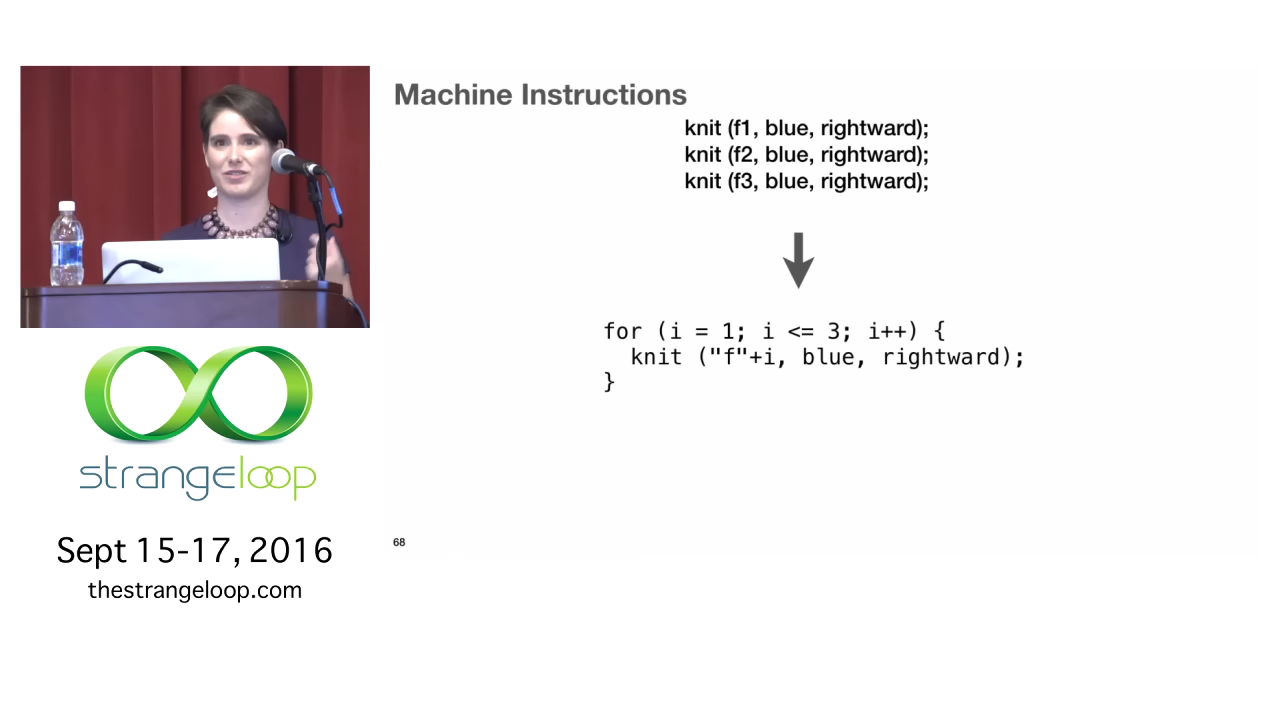 Machine Instructions
knit (f1, blue, rightward);
knit (f2, blue, rightward);
knit (f3, blue, rightward);
for (i = 1; i <= 3; i++) {
knit ("f"+i, blue, rightward);
}
68
strangeloop
Sept 15-17, 2016
thestrangeloop.com